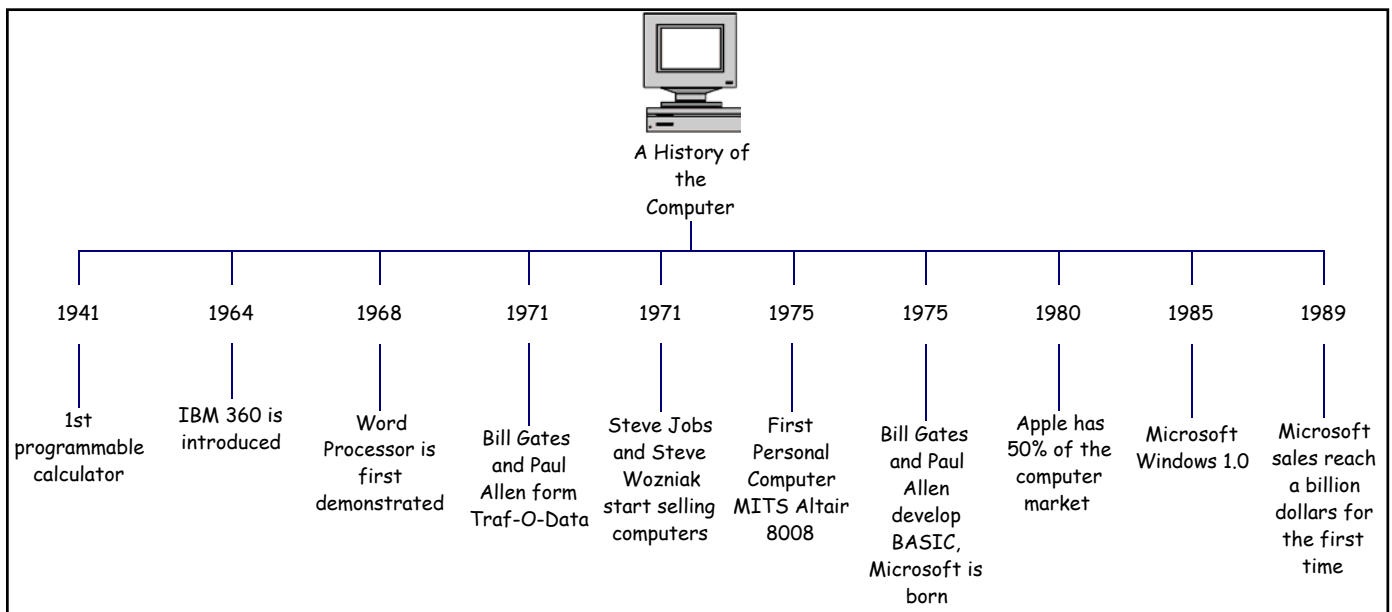 A History of
the
Computer
1941
1964
1968
1971
1971
1975
1975
1980
1985
1989
1st
programmable
calculator
IBM 360 is
introduced
Word
Processor is
first
demonstrated
Bill Gates
and Paul
Allen form
Traf-O-Data
Steve Jobs
and Steve
Wozniak
start selling
computers
First
Personal
Computer
MITS Altair
8008
Bill Gates
and Paul
Allen
develop
BASIC,
Microsoft is
born
Apple has
50% of the
computer
market
Microsoft
Windows 1.0
Microsoft
sales reach
a billion
dollars for
the first
time